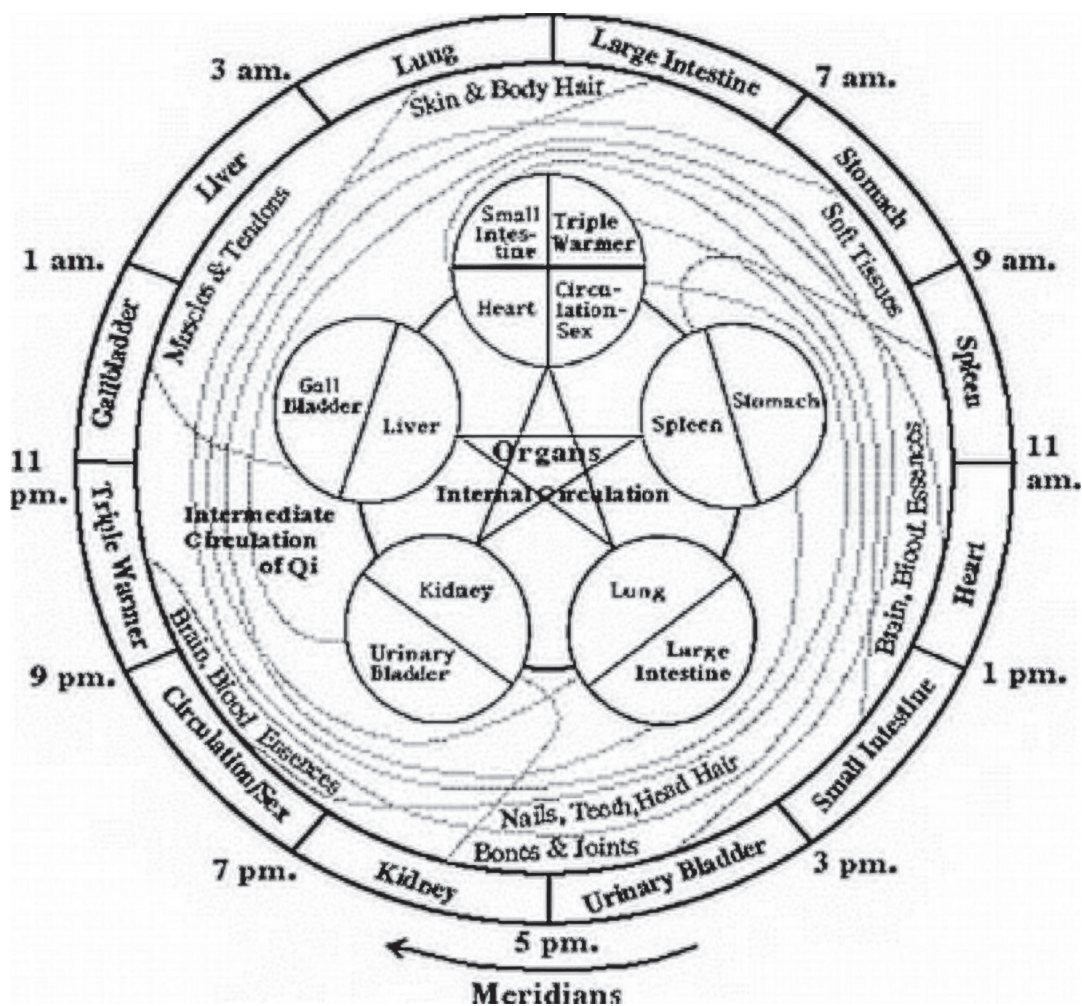 Lung
Large Intestine
3 am.
7 am.
Skin & Body Hair
Liver
Stomach
Muscles & Tendons
Soft Tissues
Small
Intes-
tine
Triple
Warmer
1 am.
9 am.
Heart
Circu-
lation-
Sex
Gallbladder
Spleen
Gall
Bladder
Liver
Spleen
Stomach
11
pm.
11
am.
Organs
Internal Circulation
Intermediate
Circulation
of Qi
Brain, Blood, Essences
Triple Warmer
Heart
Kidney
Urinary
Bladder
Lung
Large
Intestine
Brain, Blood, Essences
9 pm.
1 pm.
Circulation/Sex
Small Intestine
Nails, Teeth, Head Hair
Bones & Joints
7 pm.
3 pm.
Kidney
Urinary Bladder
5 pm.
Meridians